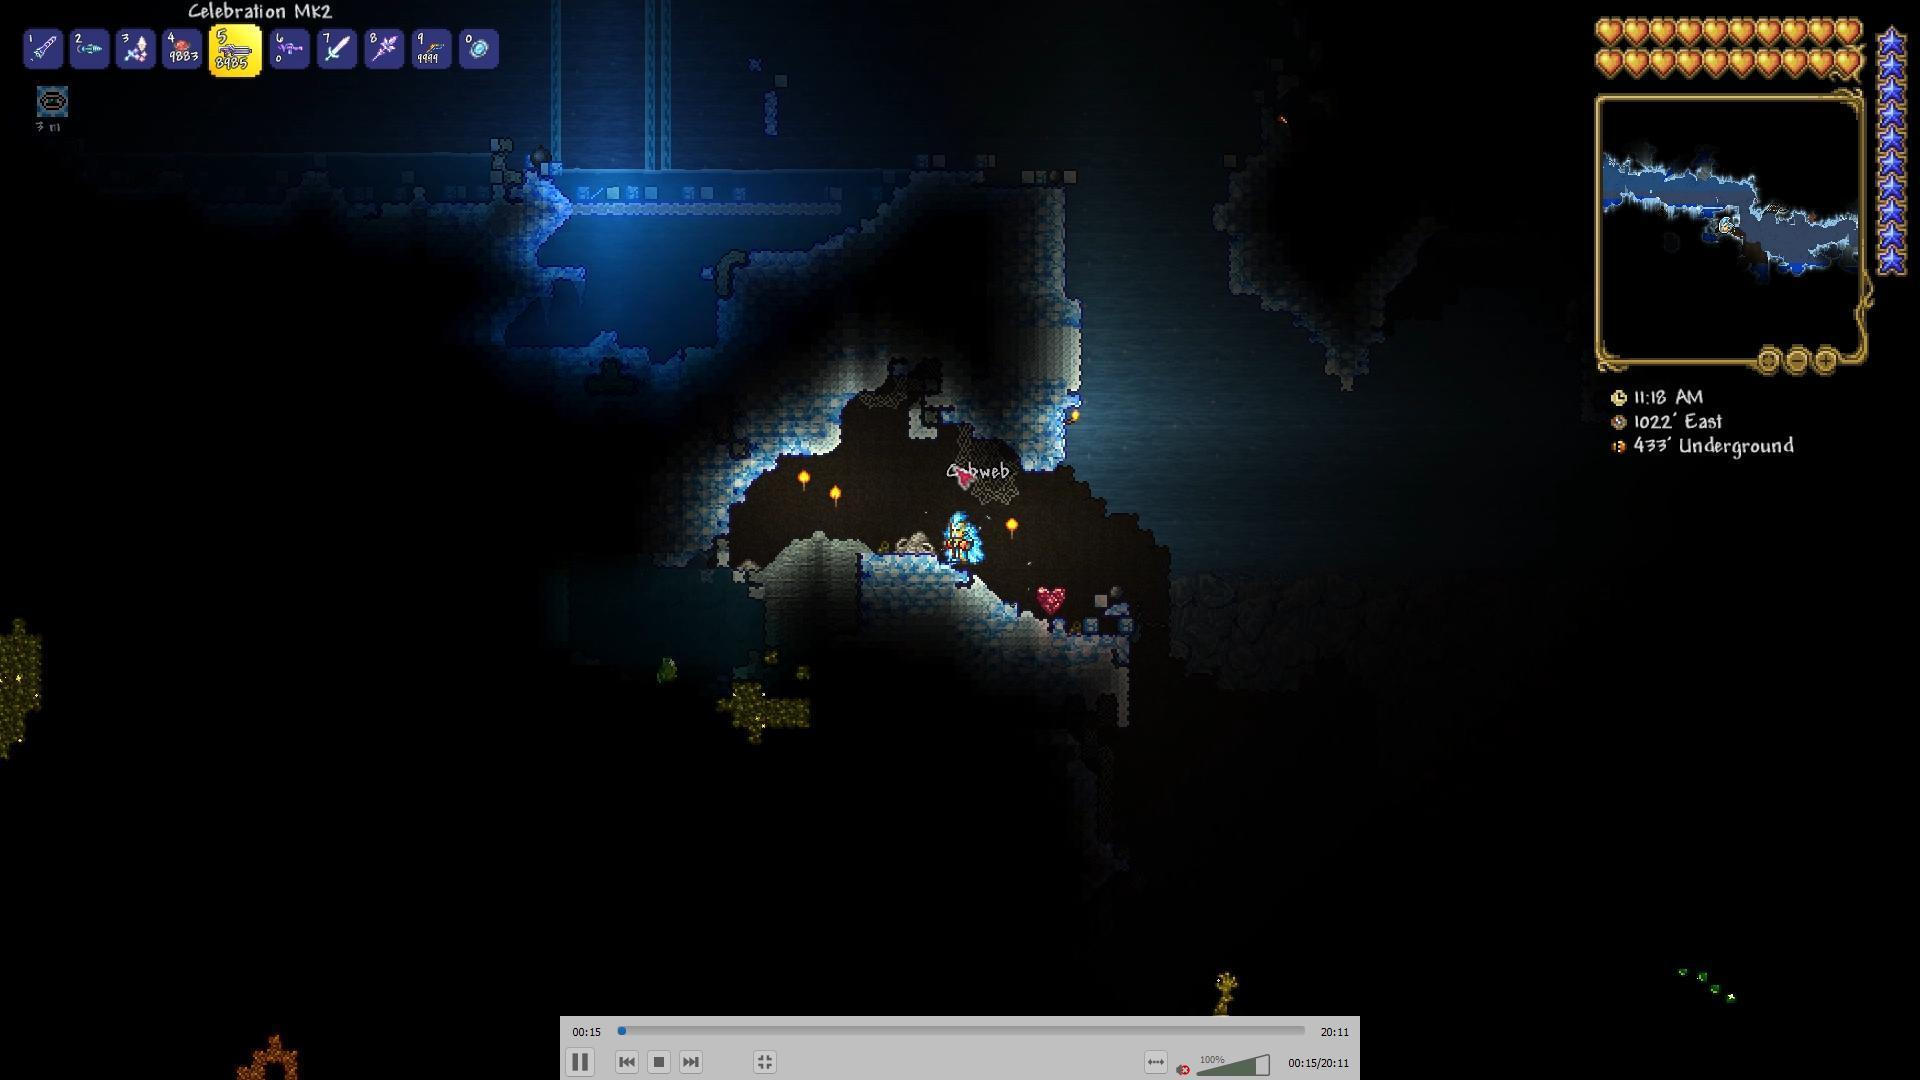 Celebration Mk2
1 2 3 4 5 6 7 8 9 0
9883 8985 0 9999
3 m
Cobweb
11:18 AM
1022' East
433' Underground
00:15 20:11
100%
00:15/20:11